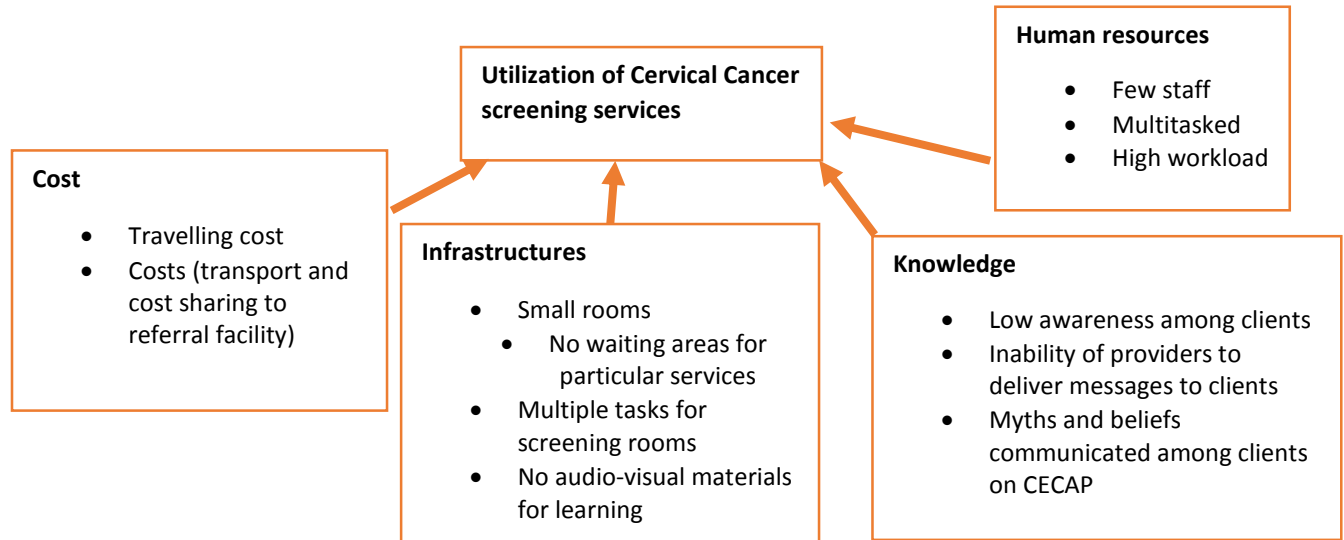 Utilization of Cervical Cancer
screening services
Human resources
• Few staff
• Multitasked
• High workload
Cost
• Travelling cost
• Costs (transport and
cost sharing to
referral facility)
Infrastructures
• Small rooms
• No waiting areas for
particular services
• Multiple tasks for
screening rooms
• No audio-visual materials
for learning
Knowledge
• Low awareness among clients
• Inability of providers to
deliver messages to clients
• Myths and beliefs
communicated among clients
on CECAP